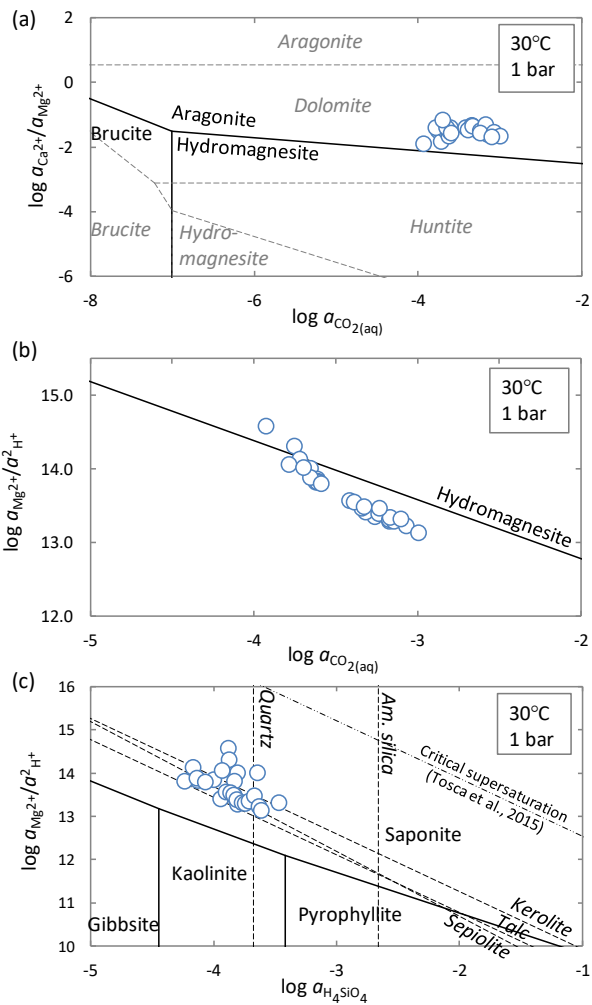 (a)
2
0
-2
-4
-6
log aCa2+/aMg2+
Aragonite
30°C
1 bar
Dolomite
Aragonite
Brucite
Hydromagnesite
Brucite
Hydro-
magnesite
Huntite
-8
-6
-4
-2
log aCO2(aq)
(b)
15.0
14.0
13.0
12.0
log aMg2+/a2H+
30°C
1 bar
Hydromagnesite
-5
-4
-3
-2
log aCO2(aq)
(c)
16
15
14
13
12
11
10
log aMg2+/a2H+
Quartz
Am. silica
30°C
1 bar
Critical supersaturation
(Tosca et al., 2015)
Saponite
Kaolinite
Kerolite
Talc
Sepiolite
Gibbsite
Pyrophyllite
-5
-4
-3
-2
-1
log aH4SiO4